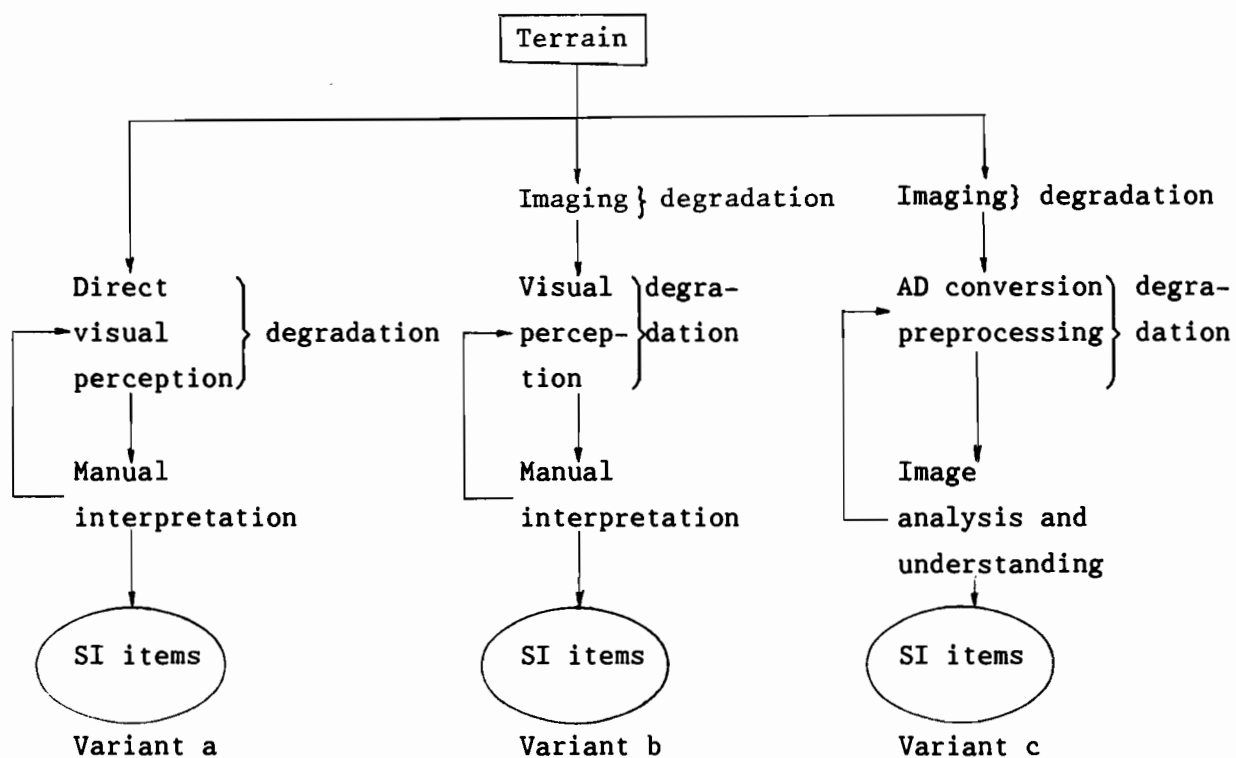 Terrain
Imaging } degradation
Imaging} degradation
Direct
visual
perception
degradation
Visual
percep-
tion
degra-
dation
AD conversion
preprocessing
degra-
dation
Manual
interpretation
Manual
interpretation
Image
analysis and
understanding
SI items
SI items
SI items
Variant a
Variant b
Variant c